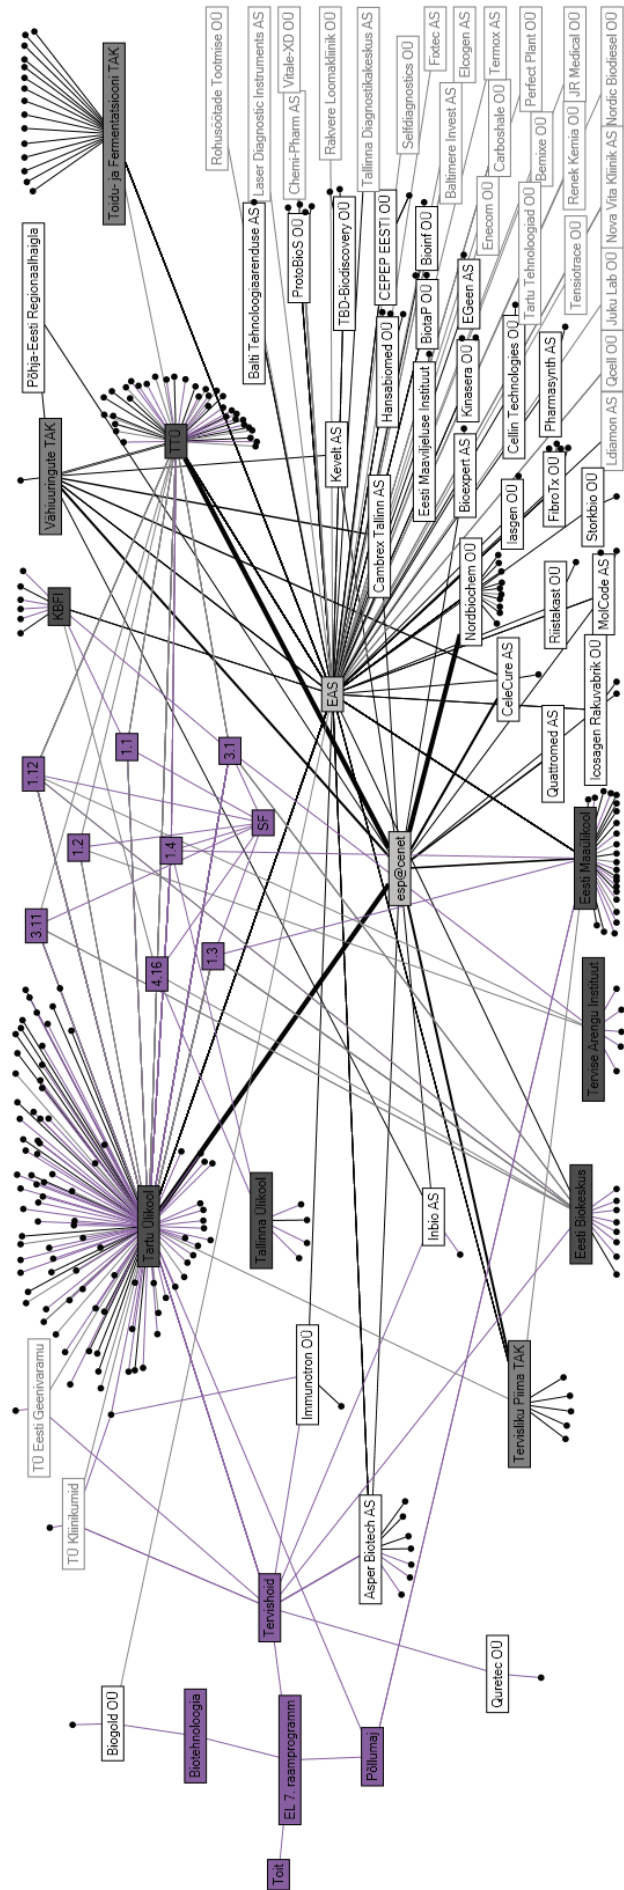 Rohusöötade Tootmise OÜ
Laser Diagnostic Instruments AS
Vitale-XD OÜ
Chemi-Pharm AS
Rakvere Loomakliinik OÜ
Tallinna Diagnostikakeskus AS
Selfdiagnostics OÜ
Fixtec AS
Elcogen AS
Baltimere Invest AS
Termox AS
Carboshale OÜ
Enecom OÜ
Perfect Plant OÜ
Bemixe OÜ
Tartu Tehnoloogiad OÜ
JR Medical OÜ
Renek Kemia OÜ
Tensiotrace OÜ
Nordic Biodiesel OÜ
Nova Vita Kliinik AS
Juku Lab OÜ
Qcell OÜ
Ldiamon AS
Toidu- ja Fermentatsiooni TAK
Põhja-Eesti Regionaalhaigla
Vähiuuringute TAK
TTÜ
KBFI
Balti Tehnoloogiaarenduse AS
ProtoBioS OÜ
TBD-Biodiscovery OÜ
CEPEP EESTI OÜ
Kevelt AS
Hansabiomed OÜ
Bioinf OÜ
BiotaP OÜ
Cambrex Tallinn AS
Eesti Maaviljeluse Instituut
EGeen AS
Kinasera OÜ
Bioexpert AS
Cellin Technologies OÜ
Pharmasynth AS
Iasgen OÜ
FibroTx OÜ
Storkbio OÜ
Nordbiochem OÜ
Riistakast OÜ
MolCode AS
CeleCure AS
Quattromed AS
Icosagen Rakuvabrik OÜ
EAS
esp@cenet
1.12
1.1
3.1
1.2
1.4
SF
3.11
4.16
1.3
Tartu Ülikool
Tallinna Ülikool
Eesti Maaülikool
Tervise Arengu Instituut
Eesti Biokeskus
Inbio AS
Tervisliku Piima TAK
TÜ Eesti Geenivaramu
TÜ Kliinikumid
Immunotron OÜ
Asper Biotech AS
Tervishoid
Quretec OÜ
Biogold OÜ
Biotehnoloogia
EL 7. raamprogramm
Põllumaj
Toit